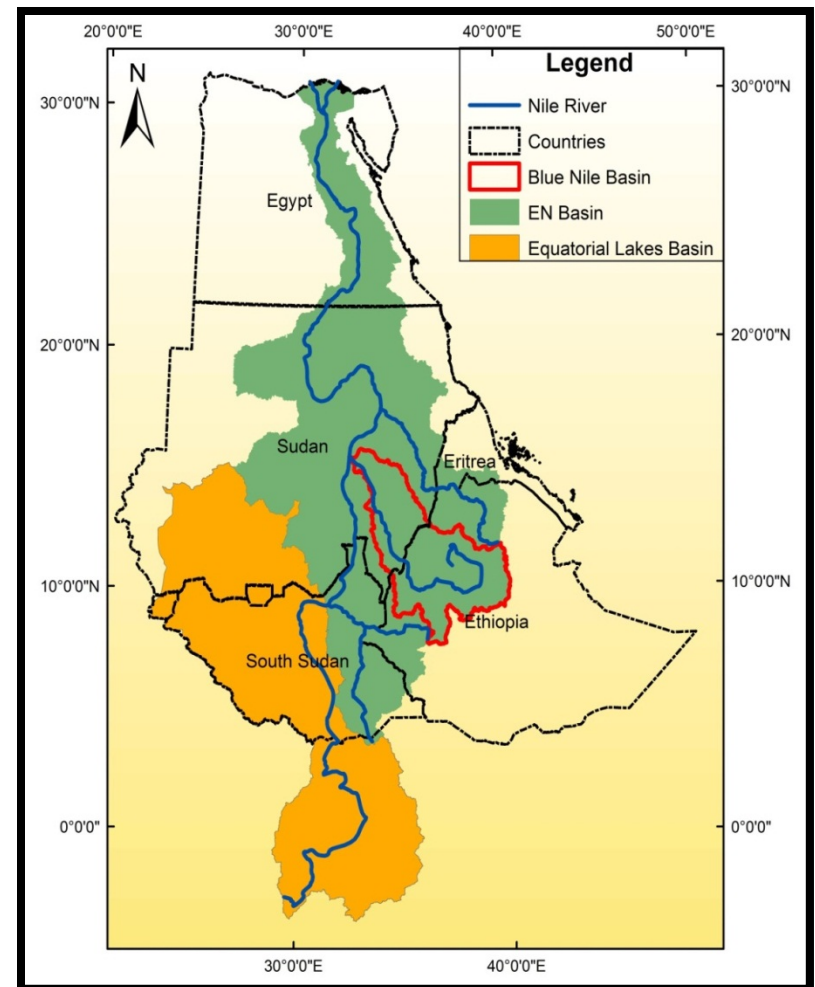 20°0'0"E 30°0'0"E 40°0'0"E 50°0'0"E
N
Legend
Nile River
Countries
Blue Nile Basin
EN Basin
Equatorial Lakes Basin
30°0'0"N 30°0'0"N
Egypt
20°0'0"N 20°0'0"N
Sudan
Eritrea
10°0'0"N 10°0'0"N
Ethiopia
South Sudan
0°0'0" 0°0'0"
30°0'0"E 40°0'0"E